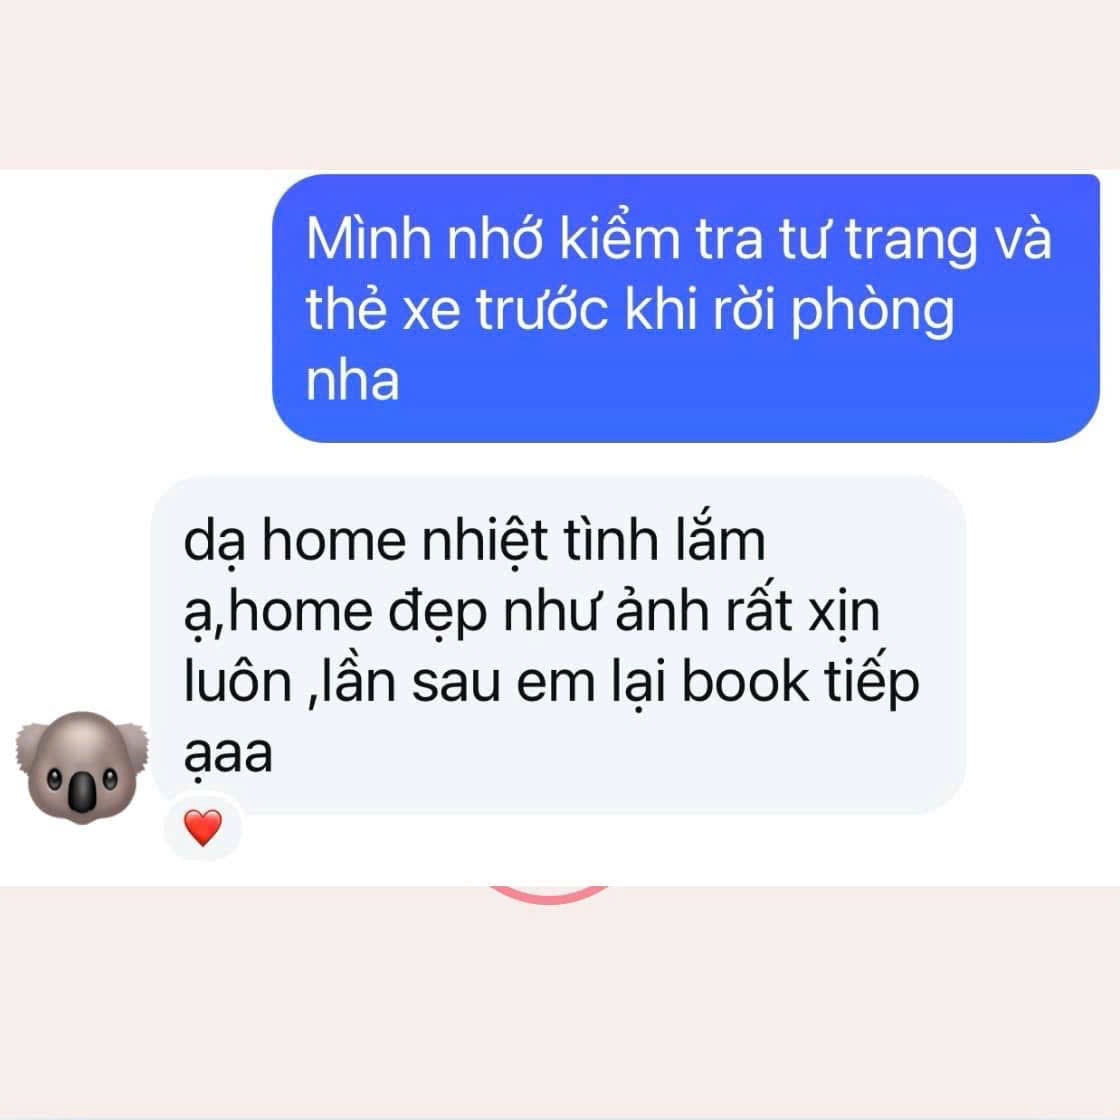 Mình nhớ kiểm tra tư trang và
thẻ xe trước khi rời phòng
nha
dạ home nhiệt tình lắm
ạ,home đẹp như ảnh rất xịn
luôn ,lần sau em lại book tiếp
ạaa